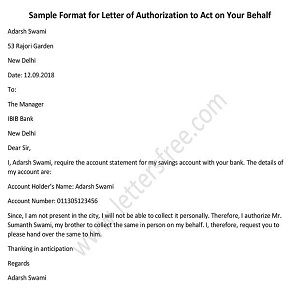 Sample Format for Letter of Authorization to Act on Your Behalf
Adarsh Swami
53 Rajori Garden
New Delhi
Date: 12.09.2018
To:
The Manager
IBIB Bank
New Delhi
Dear Sir,
I, Adarsh Swami, require the account statement for my savings account with your bank. The details of
my account are:
Account Holder's Name: Adarsh Swami
Account Number: 011305123456
Since, I am not present in the city, I will not be able to collect it personally. Therefore, I authorize Mr.
Sumanth Swami, my brother to collect the same in person on my behalf. I, therefore, request you to
please hand over the same to him.
Thanking in anticipation
Regards
Adarsh Swami
www.lettersfree.com